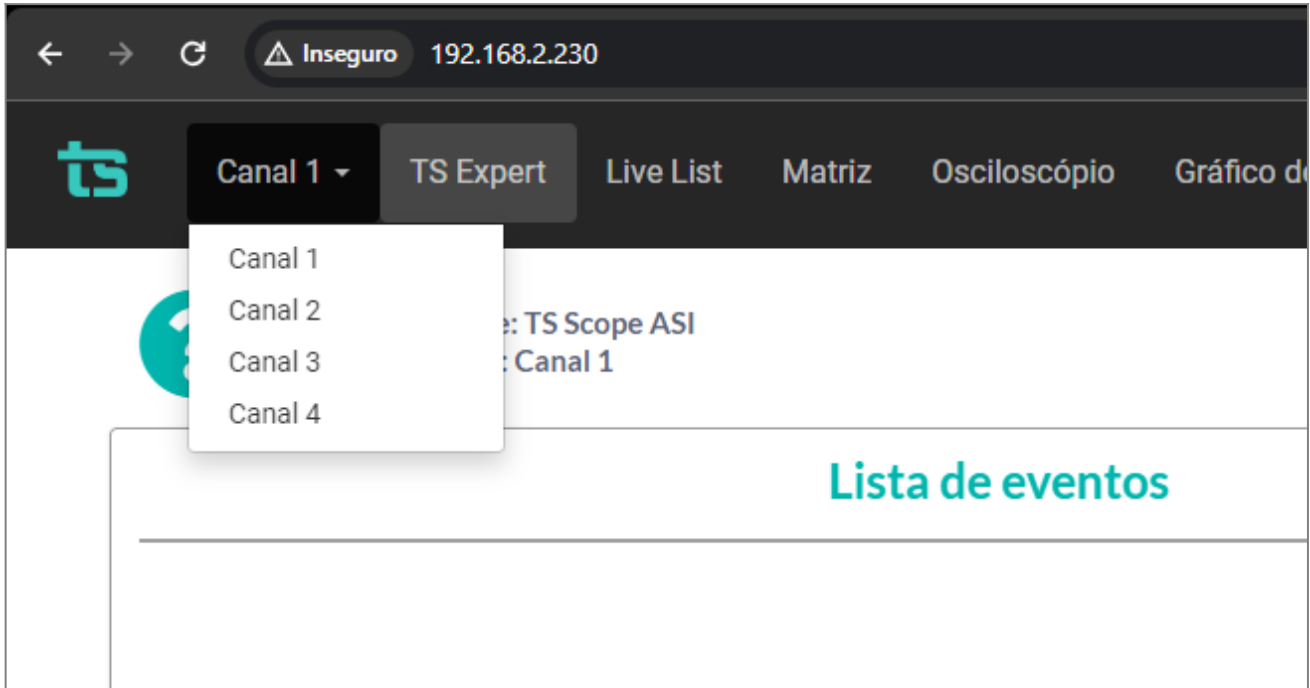 Inseguro 192.168.2.230
ts Canal 1 TS Expert Live List Matriz Osciloscópio Gráfico d
Canal 1
Canal 2
Canal 3
Canal 4
e: TS Scope ASI
: Canal 1
Lista de eventos